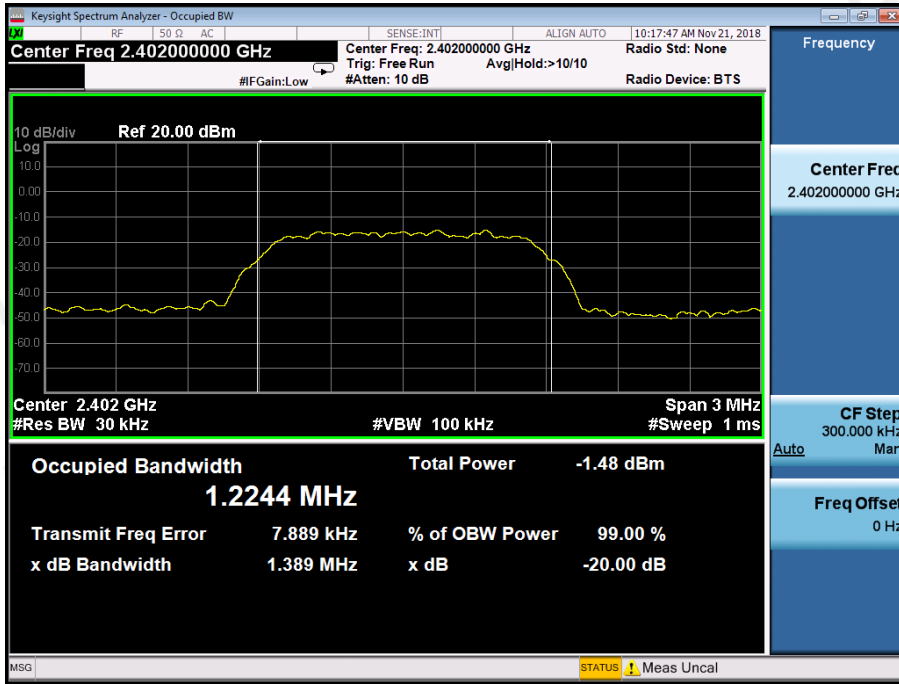 Keysight Spectrum Analyzer - Occupied BW
LXI RF 50 Ω AC SENSE:INT ALIGN AUTO 10:17:47 AM Nov 21, 2018
Center Freq 2.402000000 GHz
Center Freq: 2.402000000 GHz Radio Std: None
Trig: Free Run Avg|Hold:>10/10
#IFGain:Low #Atten: 10 dB Radio Device: BTS
Frequency
10 dB/div Ref 20.00 dBm
Log
10.0
0.00
-10.0
-20.0
-30.0
-40.0
-50.0
-60.0
-70.0
Center 2.402 GHz Span 3 MHz
#Res BW 30 kHz #VBW 100 kHz #Sweep 1 ms
Center Freq
2.402000000 GHz
CF Step
300.000 kHz
Auto Man
Freq Offset
0 Hz
Occupied Bandwidth Total Power -1.48 dBm
1.2244 MHz
Transmit Freq Error 7.889 kHz % of OBW Power 99.00 %
x dB Bandwidth 1.389 MHz x dB -20.00 dB
MSG STATUS Meas Uncal